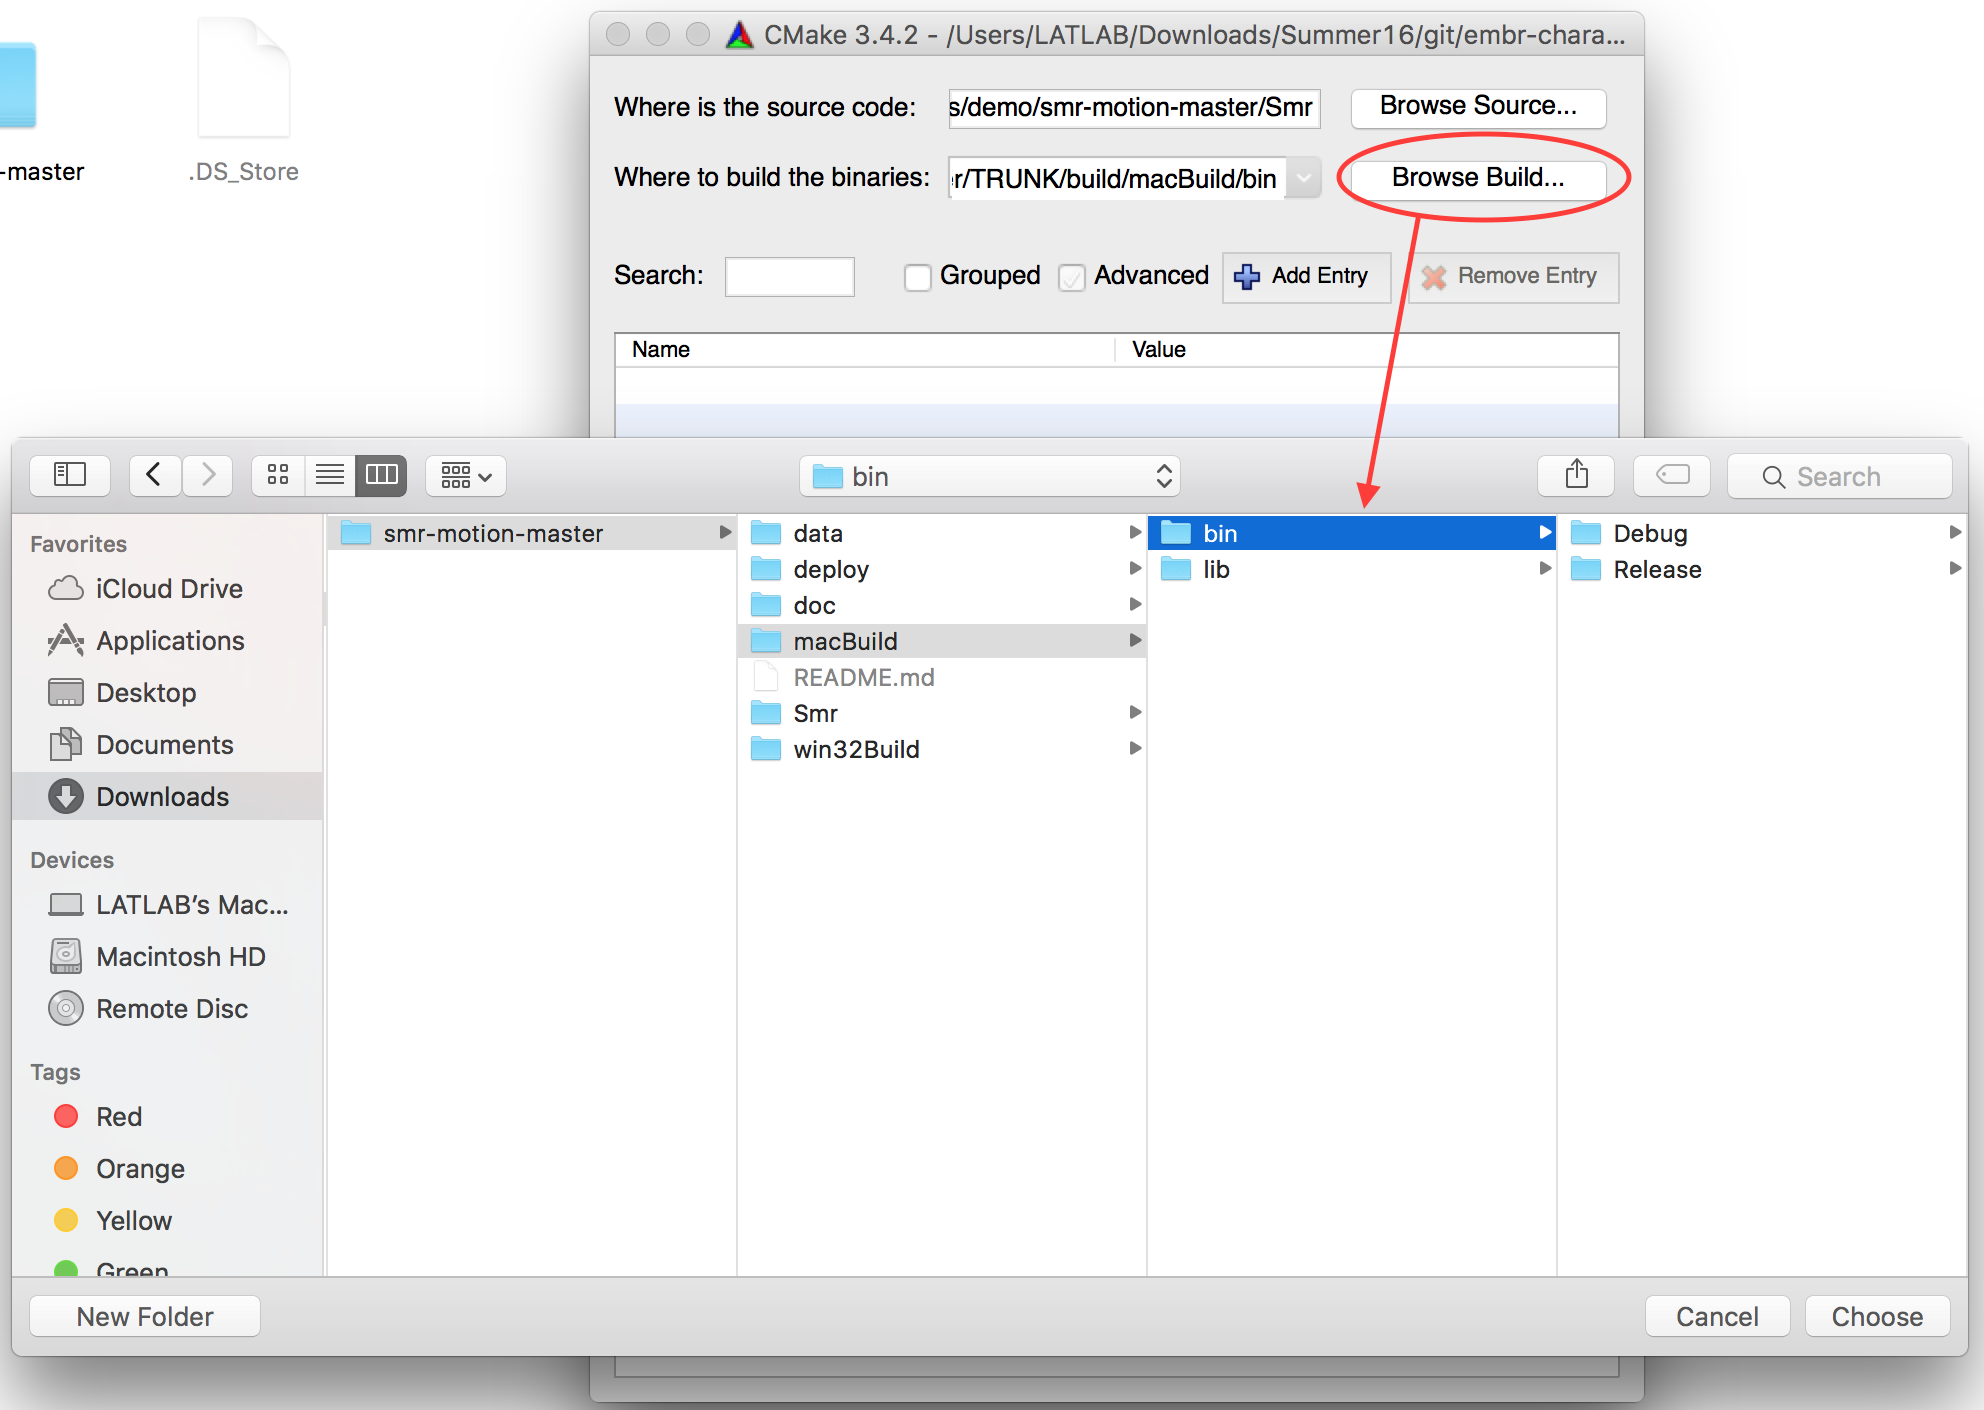 CMake 3.4.2 - /Users/LATLAB/Downloads/Summer16/git/embr-chara...
-master
.DS_Store
Where is the source code:
s/demo/smr-motion-master/Smr
Browse Source...
Where to build the binaries:
r/TRUNK/build/macBuild/bin
Browse Build...
Search:
Grouped
Advanced
Add Entry
Remove Entry
Name
Value
bin
Search
Favorites
iCloud Drive
Applications
Desktop
Documents
Downloads
Devices
LATLAB’s Mac...
Macintosh HD
Remote Disc
Tags
Red
Orange
Yellow
Green
smr-motion-master
data
deploy
doc
macBuild
README.md
Smr
win32Build
bin
lib
Debug
Release
New Folder
Cancel
Choose